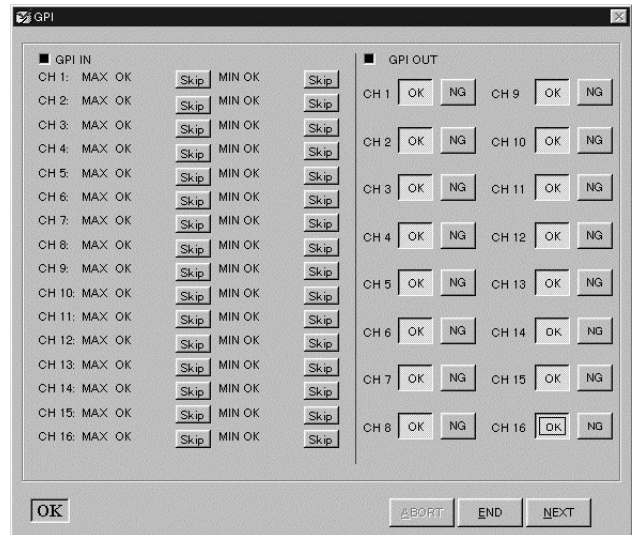 GPI
GPI IN
CH 1: MAX OK Skip MIN OK Skip
CH 2: MAX OK Skip MIN OK Skip
CH 3: MAX OK Skip MIN OK Skip
CH 4: MAX OK Skip MIN OK Skip
CH 5: MAX OK Skip MIN OK Skip
CH 6: MAX OK Skip MIN OK Skip
CH 7: MAX OK Skip MIN OK Skip
CH 8: MAX OK Skip MIN OK Skip
CH 9: MAX OK Skip MIN OK Skip
CH 10: MAX OK Skip MIN OK Skip
CH 11: MAX OK Skip MIN OK Skip
CH 12: MAX OK Skip MIN OK Skip
CH 13: MAX OK Skip MIN OK Skip
CH 14: MAX OK Skip MIN OK Skip
CH 15: MAX OK Skip MIN OK Skip
CH 16: MAX OK Skip MIN OK Skip
GPI OUT
CH 1 OK NG CH 9 OK NG
CH 2 OK NG CH 10 OK NG
CH 3 OK NG CH 11 OK NG
CH 4 OK NG CH 12 OK NG
CH 5 OK NG CH 13 OK NG
CH 6 OK NG CH 14 OK NG
CH 7 OK NG CH 15 OK NG
CH 8 OK NG CH 16 OK NG
OK ABORT END NEXT